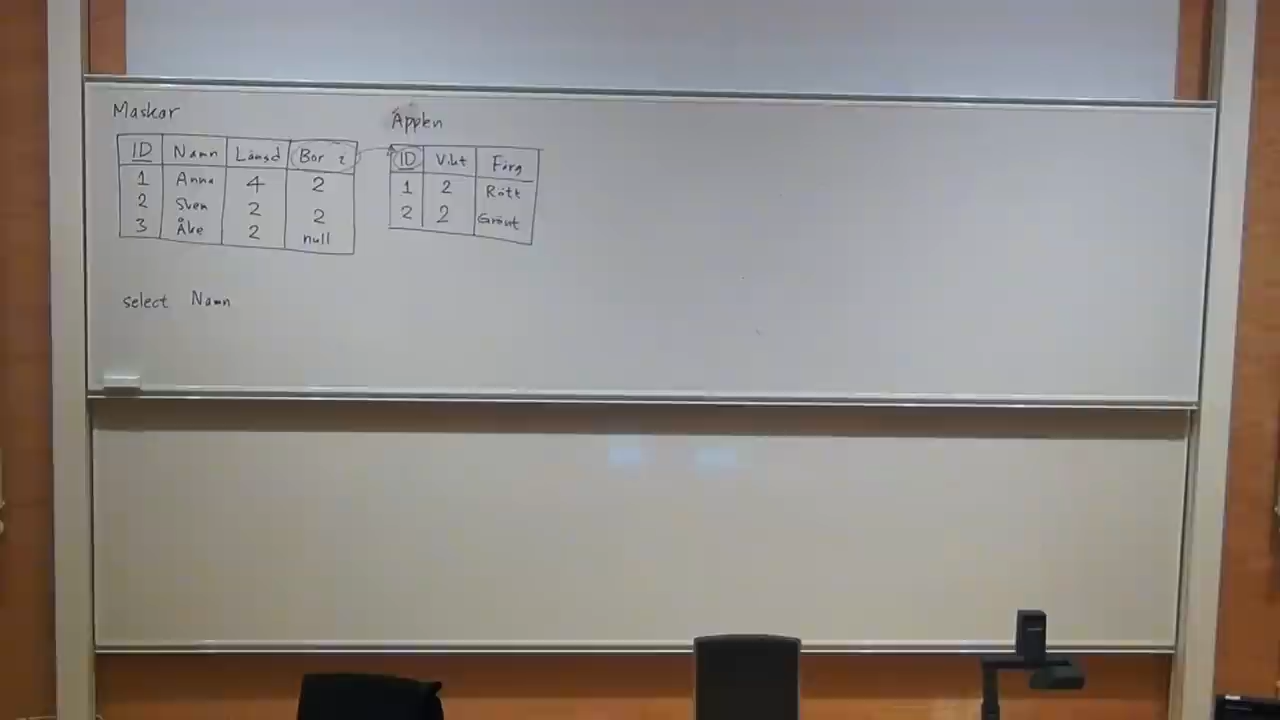 Maskar
ID Namn Längd Bor i
1 Anna 4 2
2 Sven 2 2
3 Åke 2 null
Äpplen
ID Vikt Färg
1 2 Rött
2 2 Grönt
select Namn